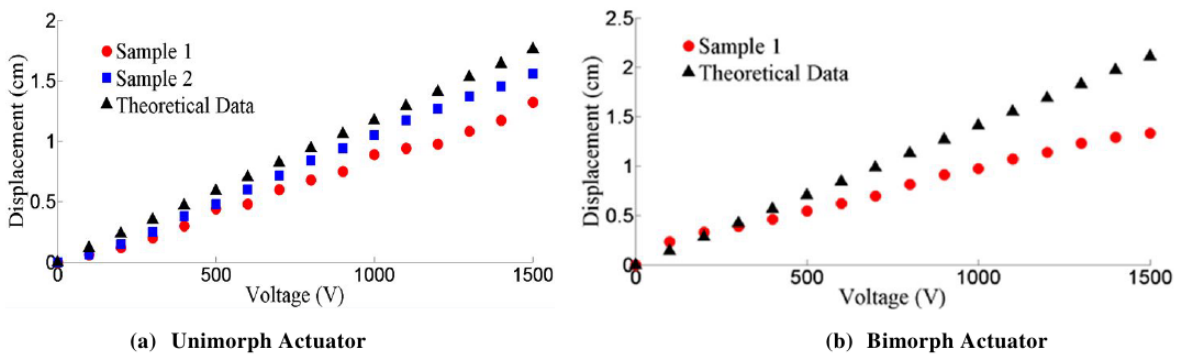 2
1.5
1
0.5
0
Displacement (cm)
Sample 1
Sample 2
Theoretical Data
0
500
1000
1500
Voltage (V)
(a) Unimorph Actuator
2.5
2
1.5
1
0.5
0
Displacement (cm)
Sample 1
Theoretical Data
0
500
1000
1500
Voltage (V)
(b) Bimorph Actuator